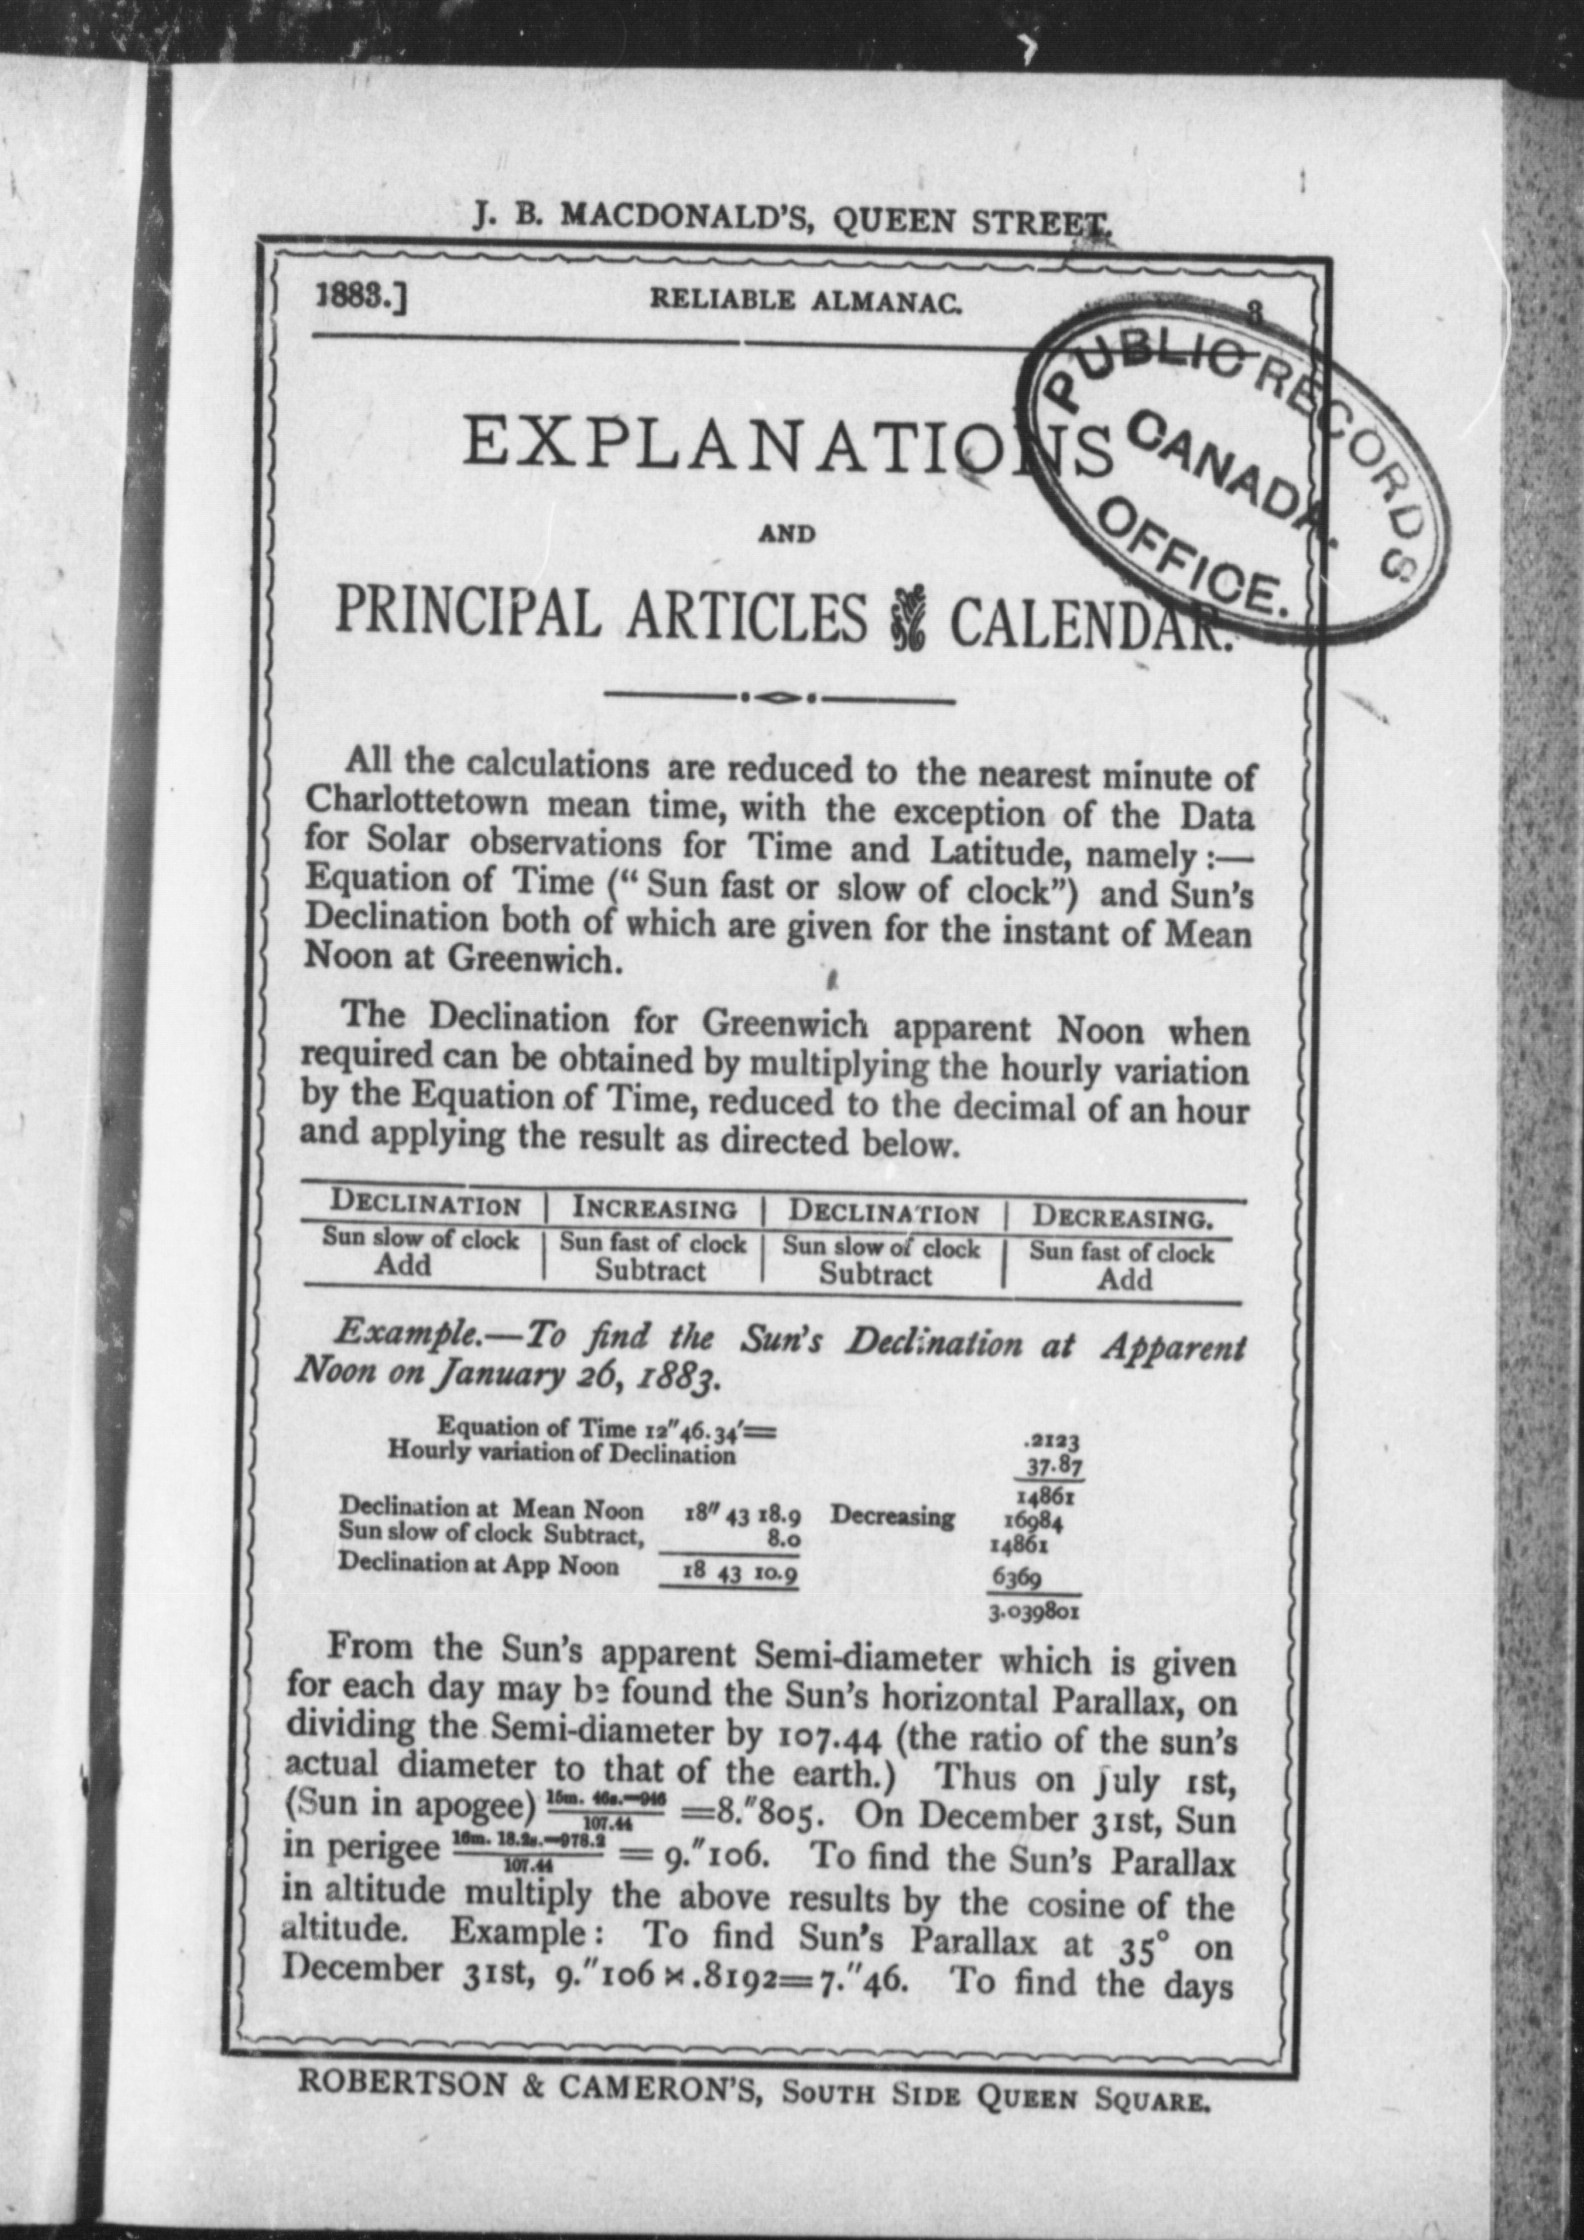 J. B. MACDONALD'S, QUEEN STREET.
1883.] RELIABLE ALMANAC. 3
PUBLIC RECORDS
CANADA.
OFFICE.
EXPLANATIONS
AND
PRINCIPAL ARTICLES CALENDAR.
All the calculations are reduced to the nearest minute of
Charlottetown mean time, with the exception of the Data
for Solar observations for Time and Latitude, namely :—
Equation of Time (“ Sun fast or slow of clock”) and Sun's
Declination both of which are given for the instant of Mean
Noon at Greenwich.
The Declination for Greenwich apparent Noon when
required can be obtained by multiplying the hourly variation
by the Equation of Time, reduced to the decimal of an hour
and applying the result as directed below.
DECLINATION | INCREASING | DECLINATION | DECREASING.
Sun slow of clock | Sun fast of clock | Sun slow of clock | Sun fast of clock
Add | Subtract | Subtract | Add
Example.—To find the Sun's Declination at Apparent
Noon on January 26, 1883.
Equation of Time 12″46.34′= .2123
Hourly variation of Declination 37.87
14861
Declination at Mean Noon 18″ 43 18.9 Decreasing 16984
Sun slow of clock Subtract, 8.0 14861
Declination at App Noon 18 43 10.9 6369
3.039801
From the Sun's apparent Semi-diameter which is given
for each day may be found the Sun's horizontal Parallax, on
dividing the Semi-diameter by 107.44 (the ratio of the sun's
actual diameter to that of the earth.) Thus on july 1st,
(Sun in apogee) 15m. 46s.=946 / 107.44 =8.″805. On December 31st, Sun
in perigee 16m. 18.2s.=978.2 / 107.44 = 9.″106. To find the Sun's Parallax
in altitude multiply the above results by the cosine of the
altitude. Example : To find Sun's Parallax at 35° on
December 31st, 9.″106 × .8192=7.″46. To find the days
ROBERTSON & CAMERON'S, SOUTH SIDE QUEEN SQUARE.